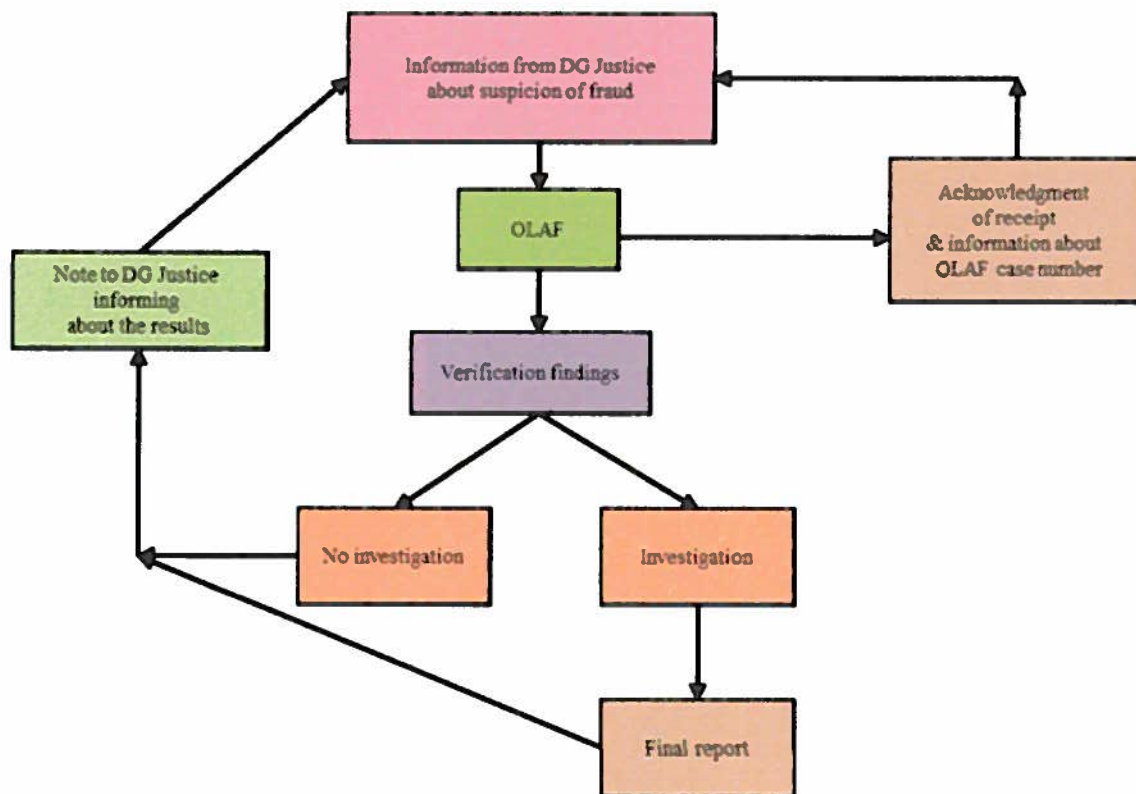 Information from DG Justice
about suspicion of fraud
OLAF
Acknowledgment
of receipt
& information about
OLAF case number
Note to DG Justice
informing
about the results
Verification findings
No investigation
Investigation
Final report